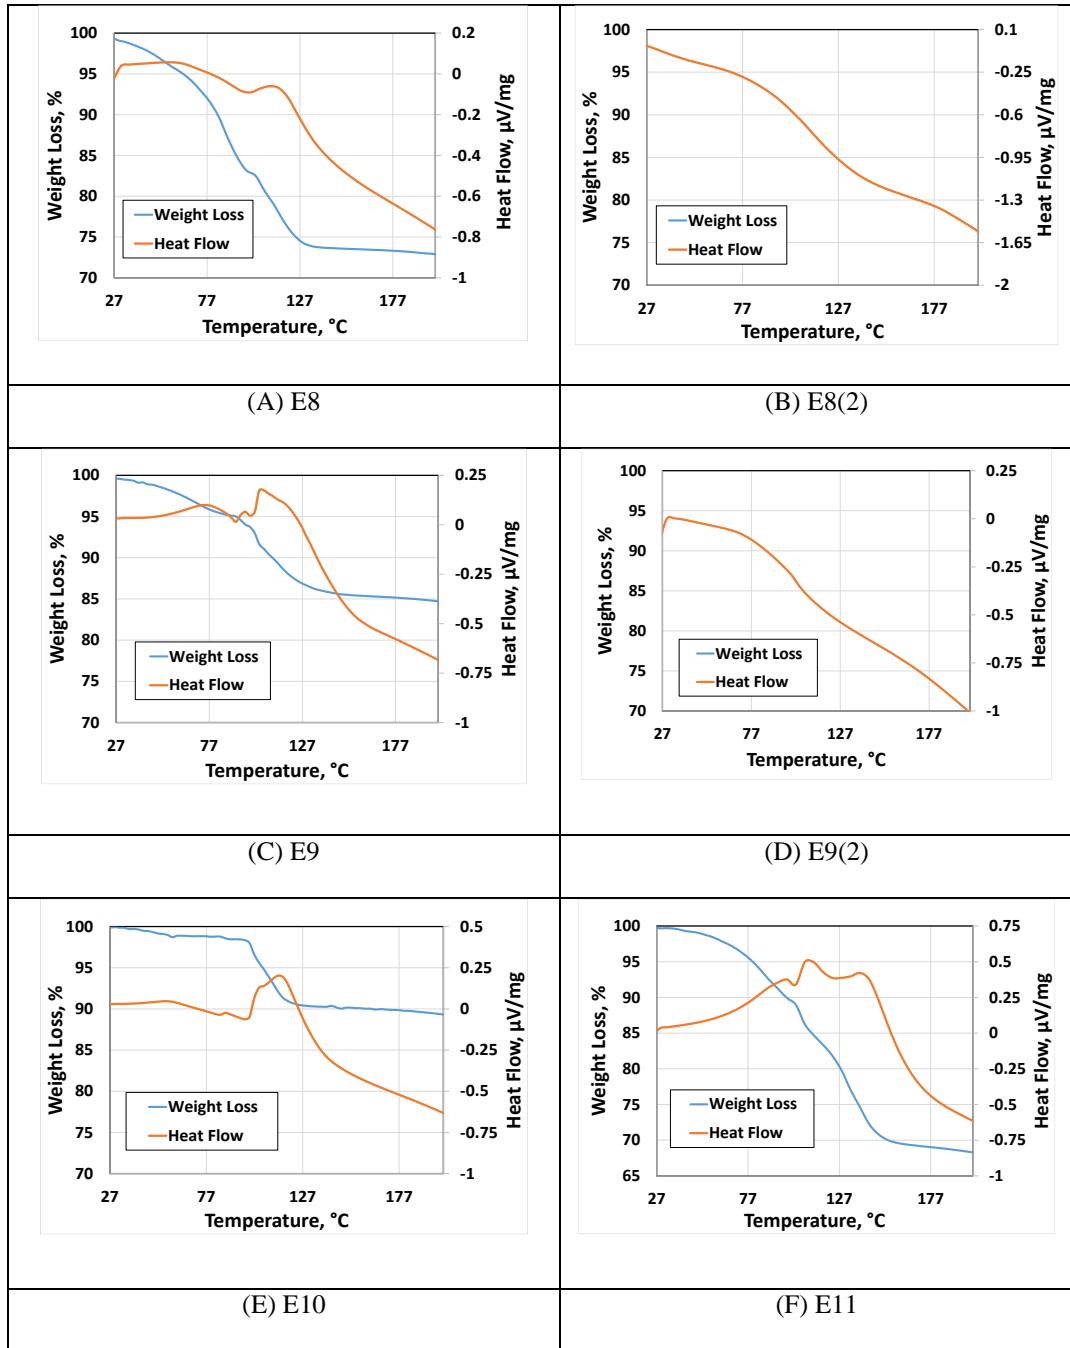 100
95
90
85
80
75
70
Weight Loss, %
0.2
0
-0.2
-0.4
-0.6
-0.8
-1
Heat Flow, µV/mg
Weight Loss
Heat Flow
27 77 127 177
Temperature, °C
100
95
90
85
80
75
70
Weight Loss, %
0.1
-0.25
-0.6
-0.95
-1.3
-1.65
-2
Heat Flow, µV/mg
Weight Loss
Heat Flow
27 77 127 177
Temperature, °C
(A) E8
(B) E8(2)
100
95
90
85
80
75
70
Weight Loss, %
0.25
0
-0.25
-0.5
-0.75
-1
Heat Flow, µV/mg
Weight Loss
Heat Flow
27 77 127 177
Temperature, °C
100
95
90
85
80
75
70
Weight Loss, %
0.25
0
-0.25
-0.5
-0.75
-1
Heat Flow, µV/mg
Weight Loss
Heat Flow
27 77 127 177
Temperature, °C
(C) E9
(D) E9(2)
100
95
90
85
80
75
70
Weight Loss, %
0.5
0.25
0
-0.25
-0.5
-0.75
-1
Heat Flow, µV/mg
Weight Loss
Heat Flow
27 77 127 177
Temperature, °C
100
95
90
85
80
75
70
65
Weight Loss, %
0.75
0.5
0.25
0
-0.25
-0.5
-0.75
-1
Heat Flow, µV/mg
Weight Loss
Heat Flow
27 77 127 177
Temperature, °C
(E) E10
(F) E11